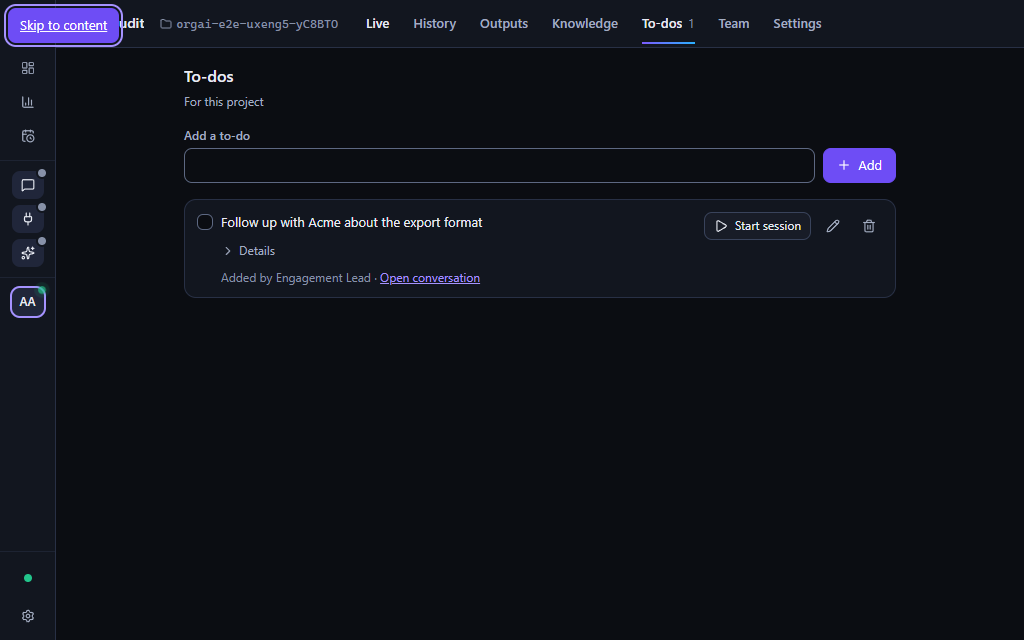 Skip to content
udit
orgai-e2e-uxeng5-yC8BTO
Live
History
Outputs
Knowledge
To-dos 1
Team
Settings
To-dos
For this project
Add a to-do
Add
Follow up with Acme about the export format
Start session
Details
Added by Engagement Lead · Open conversation
AA